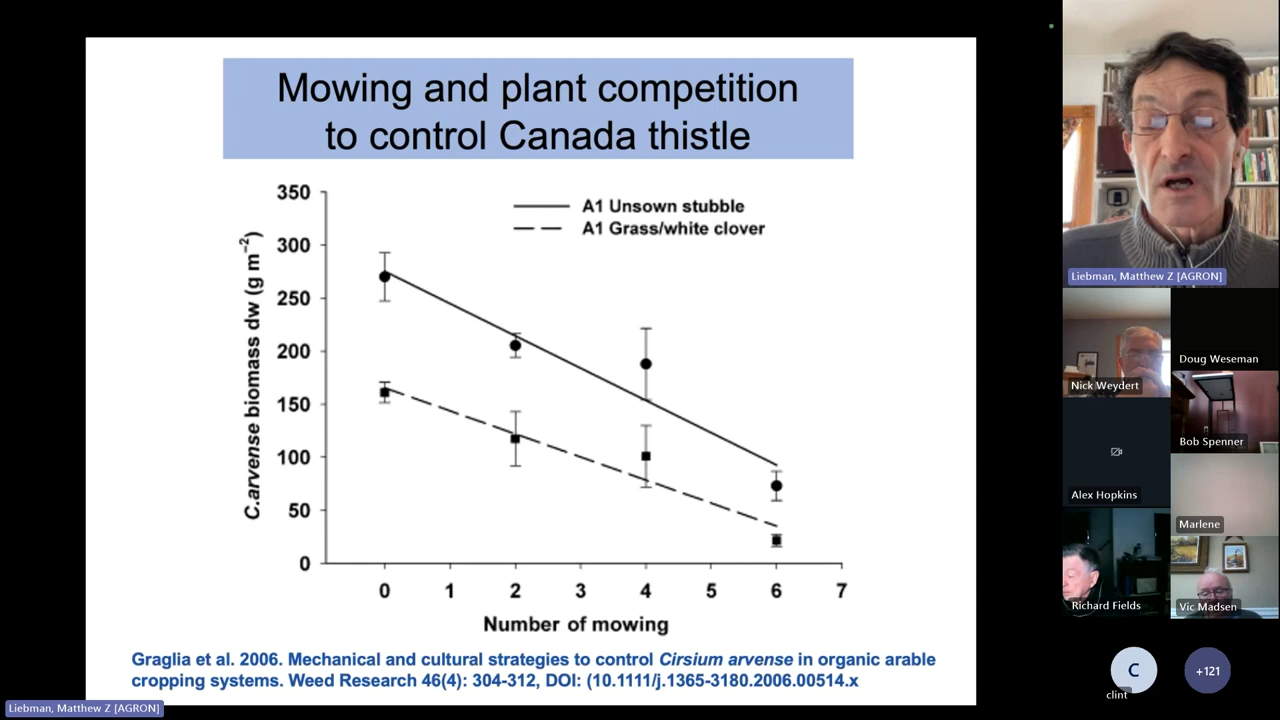 Mowing and plant competition
to control Canada thistle
350
300
250
200
150
100
50
0
C.arvense biomass dw (g m⁻²)
A1 Unsown stubble
A1 Grass/white clover
0 1 2 3 4 5 6 7
Number of mowing
Graglia et al. 2006. Mechanical and cultural strategies to control Cirsium arvense in organic arable
cropping systems. Weed Research 46(4): 304-312, DOI: (10.1111/j.1365-3180.2006.00514.x
Liebman, Matthew Z [AGRON]
Liebman, Matthew Z [AGRON]
Nick Weydert
Doug Weseman
Bob Spenner
Alex Hopkins
Marlene
Richard Fields
Vic Madsen
C
clint
+121